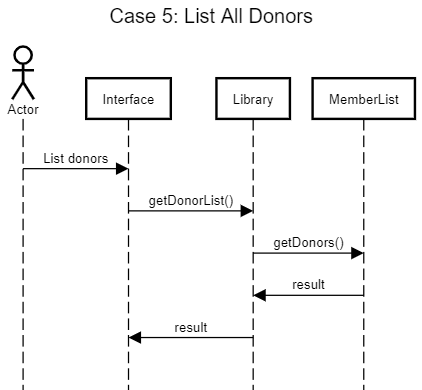 Case 5: List All Donors
Actor
Interface
Library
MemberList
List donors
getDonorList()
getDonors()
result
result